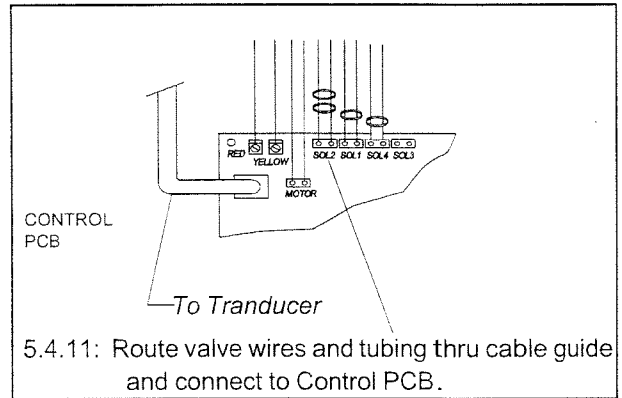 RED
YELLOW
SOL2 SOL1 SOL4 SOL3
MOTOR
CONTROL
PCB
To Tranducer
5.4.11: Route valve wires and tubing thru cable guide
and connect to Control PCB.